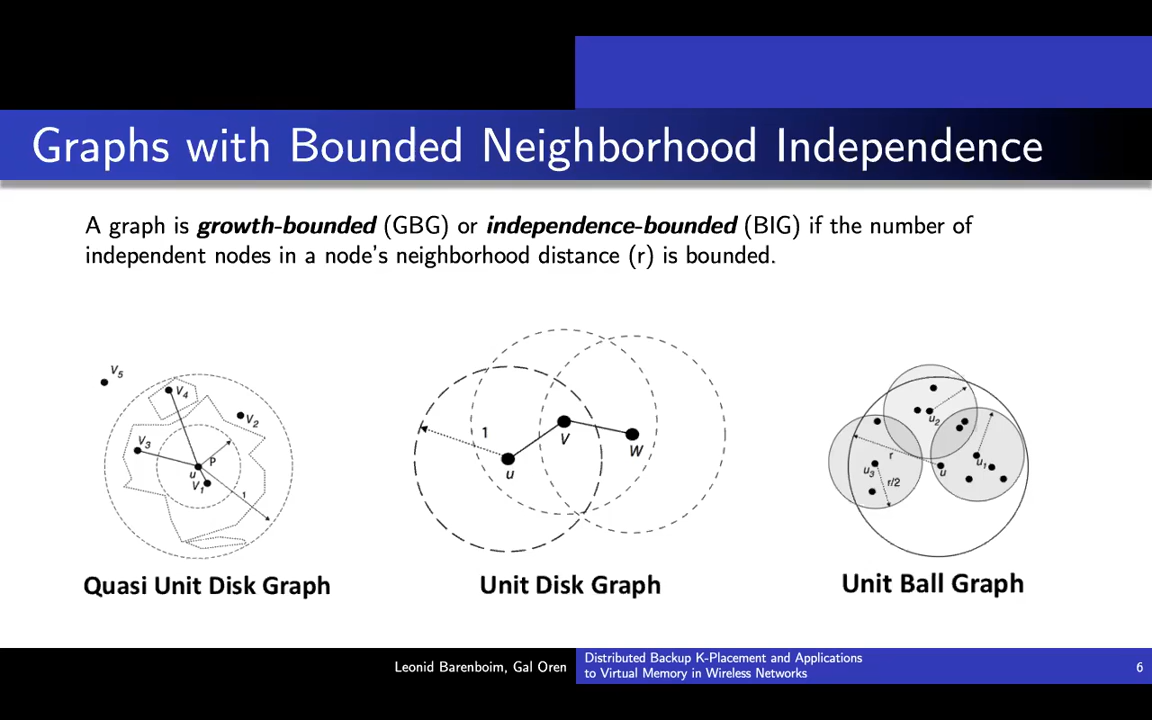 Graphs with Bounded Neighborhood Independence
A graph is growth-bounded (GBG) or independence-bounded (BIG) if the number of
independent nodes in a node's neighborhood distance (r) is bounded.
V5
V4
V2
V3
P
u
V1
1
Quasi Unit Disk Graph
1
V
u
W
Unit Disk Graph
u2
r
u1
u3
u
r/2
Unit Ball Graph
Leonid Barenboim, Gal Oren
Distributed Backup K-Placement and Applications
to Virtual Memory in Wireless Networks
6